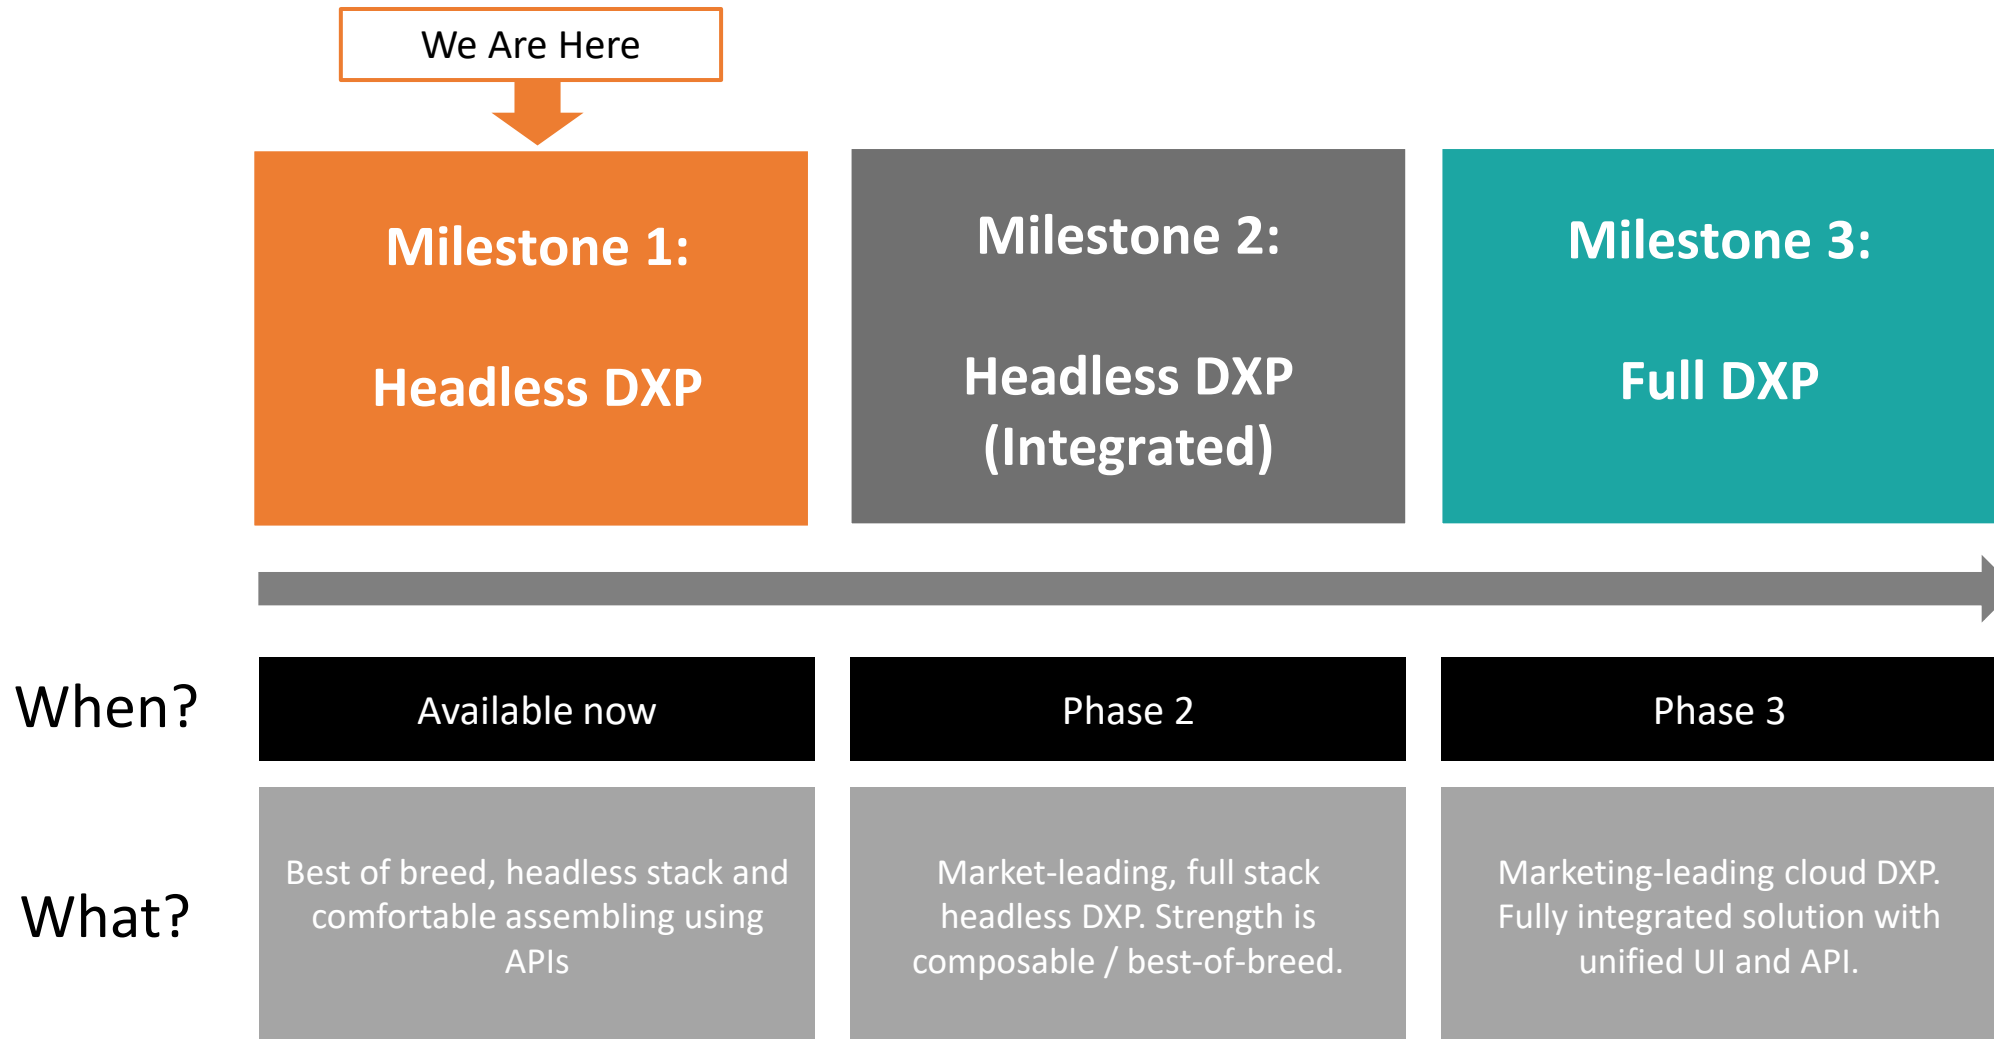 We Are Here
Milestone 1:
Headless DXP
Milestone 2:
Headless DXP
(Integrated)
Milestone 3:
Full DXP
When?
Available now
Phase 2
Phase 3
What?
Best of breed, headless stack and
comfortable assembling using
APIs
Market-leading, full stack
headless DXP. Strength is
composable / best-of-breed.
Marketing-leading cloud DXP.
Fully integrated solution with
unified UI and API.